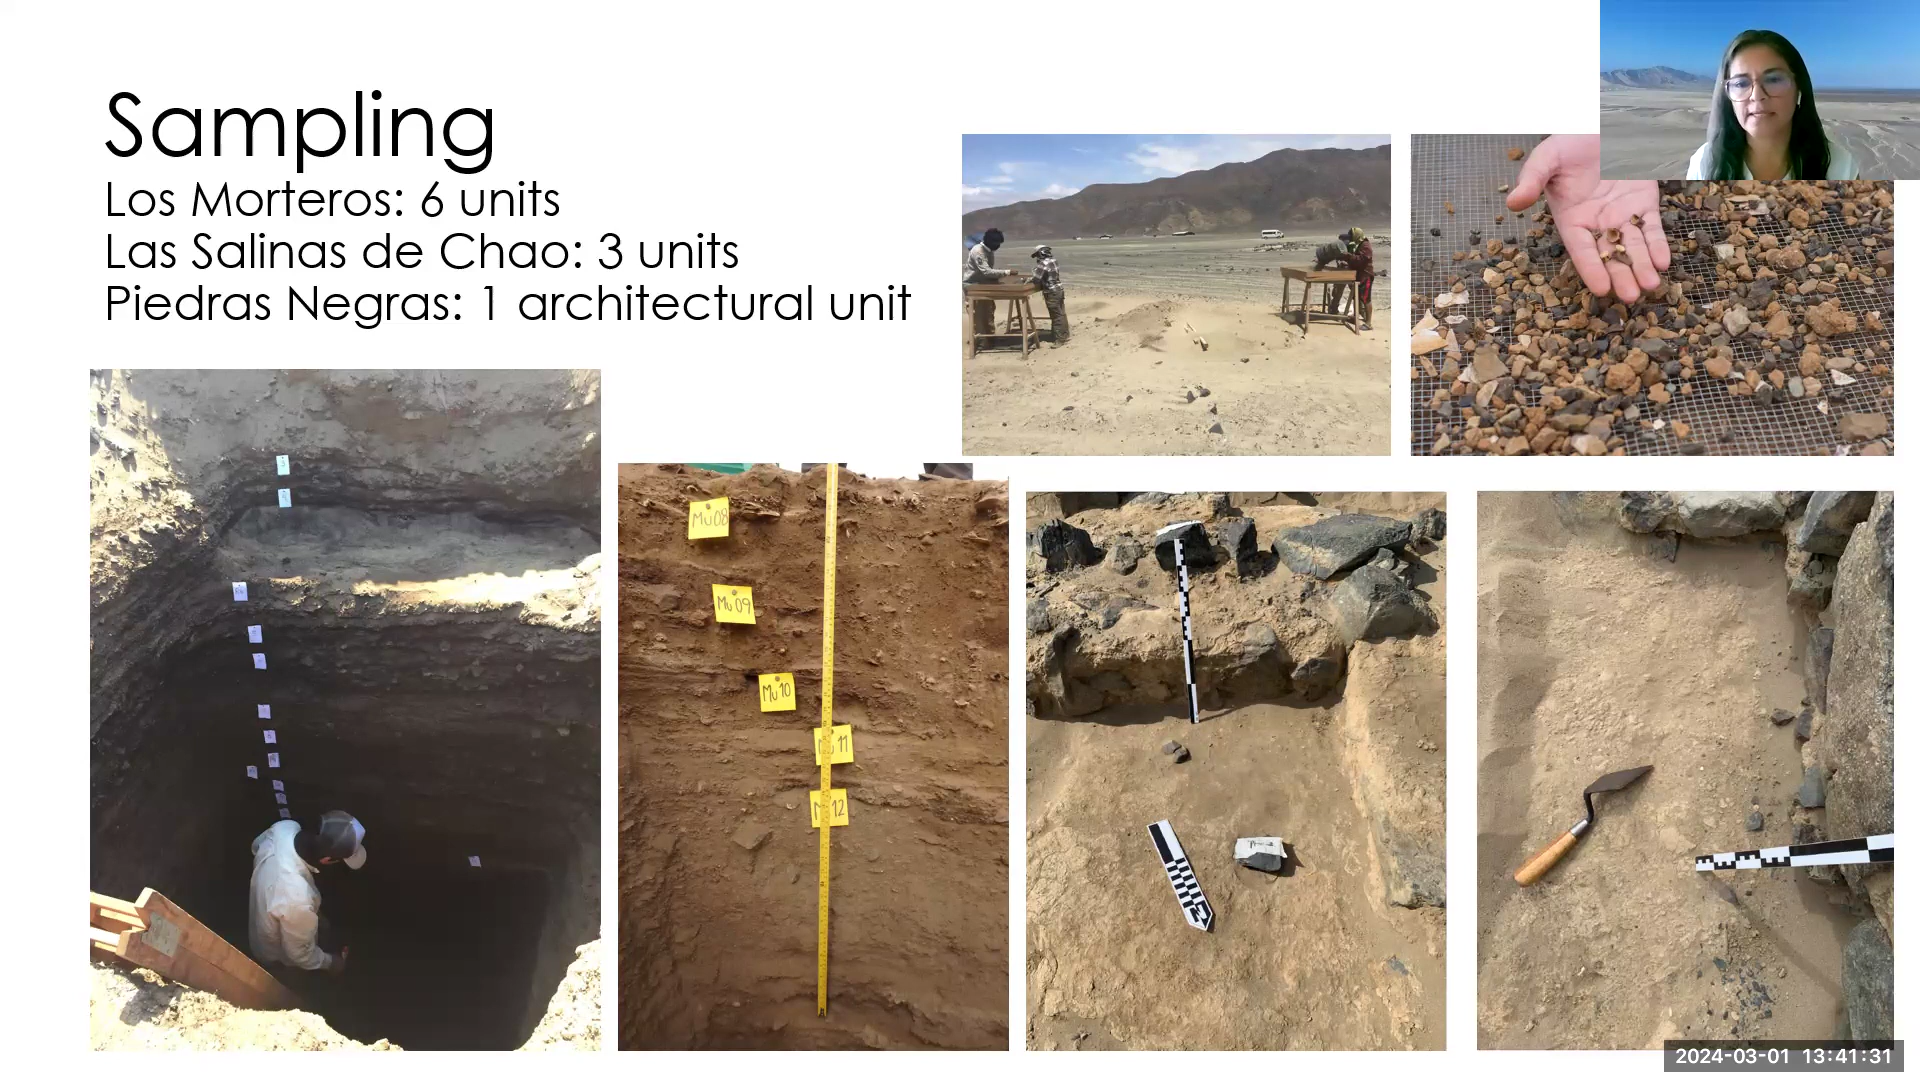 Sampling
Los Morteros: 6 units
Las Salinas de Chao: 3 units
Piedras Negras: 1 architectural unit
Mu08
Mu09
Mu10
11
12
2024-03-01 13:41:31